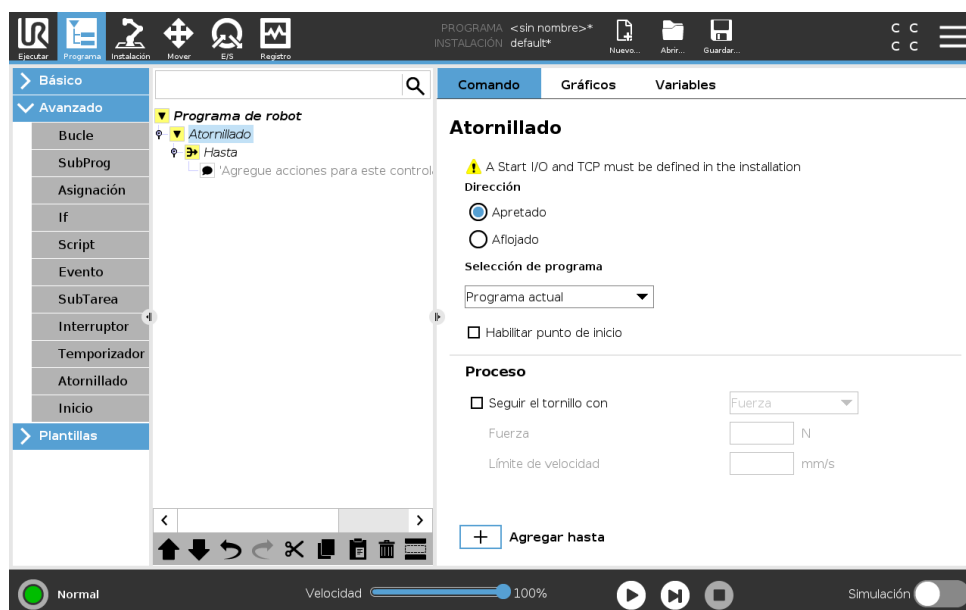 UR
PROGRAMA <sin nombre>*
INSTALACIÓN default*
Ejecutar
Programa
Instalación
Mover
E/S
Registro
Nuevo...
Abrir...
Guardar...
C C
C C
Básico
Avanzado
Bucle
SubProg
Asignación
If
Script
Evento
SubTarea
Interruptor
Temporizador
Atornillado
Inicio
Plantillas
Programa de robot
Atornillado
Hasta
'Agregue acciones para este control
Comando
Gráficos
Variables
Atornillado
A Start I/O and TCP must be defined in the installation
Dirección
Apretado
Aflojado
Selección de programa
Programa actual
Habilitar punto de inicio
Proceso
Seguir el tornillo con
Fuerza
Fuerza
N
Límite de velocidad
mm/s
Agregar hasta
Normal
Velocidad
100%
Simulación